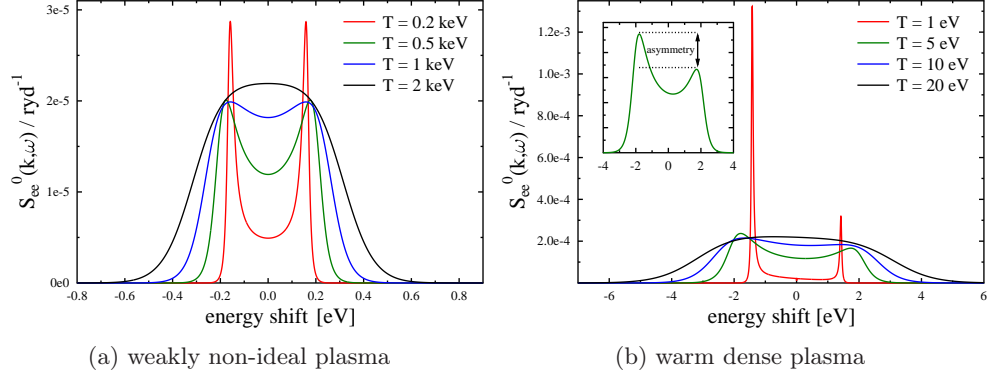 S_ee^0(k,ω) / ryd^-1
3e-5
2e-5
1e-5
0e0
-0.8 -0.6 -0.4 -0.2 0.0 0.2 0.4 0.6 0.8
energy shift [eV]
T = 0.2 keV
T = 0.5 keV
T = 1 keV
T = 2 keV
(a) weakly non-ideal plasma
S_ee^0(k,ω) / ryd^-1
1.2e-3
1.0e-3
8.0e-4
6.0e-4
4.0e-4
2.0e-4
-6 -4 -2 0 2 4 6
energy shift [eV]
asymmetry
-4 -2 0 2 4
T = 1 eV
T = 5 eV
T = 10 eV
T = 20 eV
(b) warm dense plasma